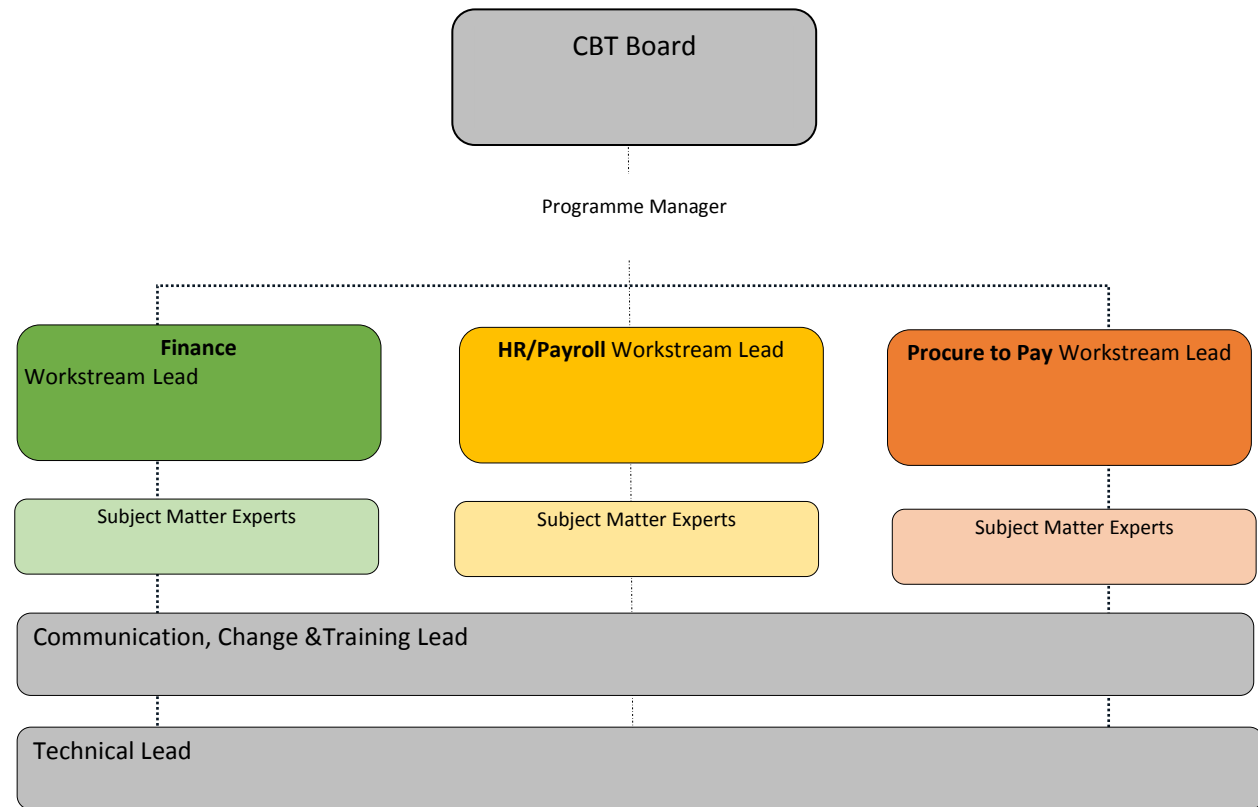 CBT Board
Programme Manager
Finance
Workstream Lead
HR/Payroll Workstream Lead
Procure to Pay Workstream Lead
Subject Matter Experts
Subject Matter Experts
Subject Matter Experts
Communication, Change &Training Lead
Technical Lead